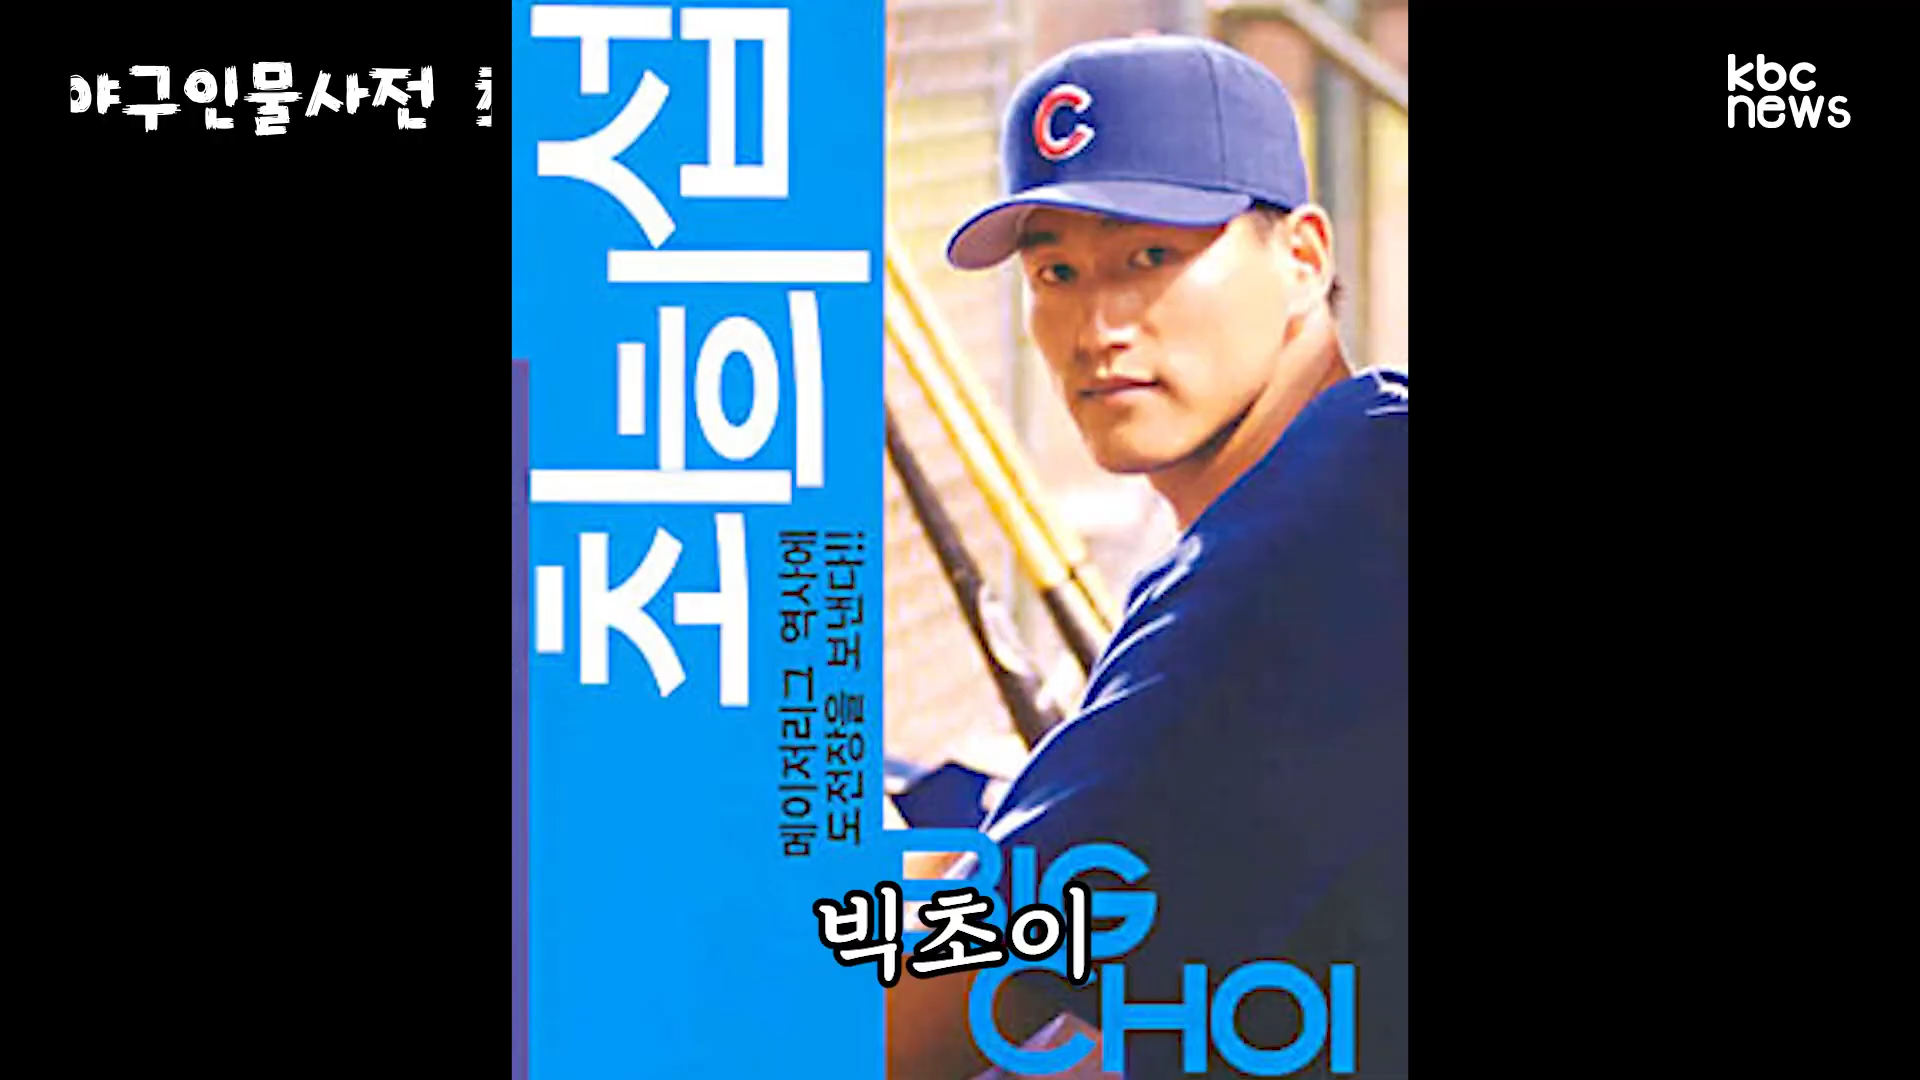 야구인물사전
kbc
news
최희섭
메이저리그 역사에
도전장을 보낸다!!
C
BIG
CHOI
빅초이